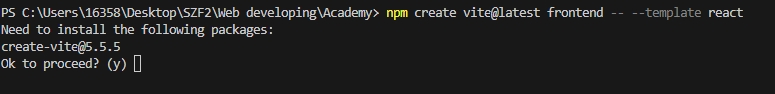 PS C:\Users\16358\Desktop\SZF2\Web developing\Academy> npm create vite@latest frontend -- --template react
Need to install the following packages:
create-vite@5.5.5
Ok to proceed? (y)